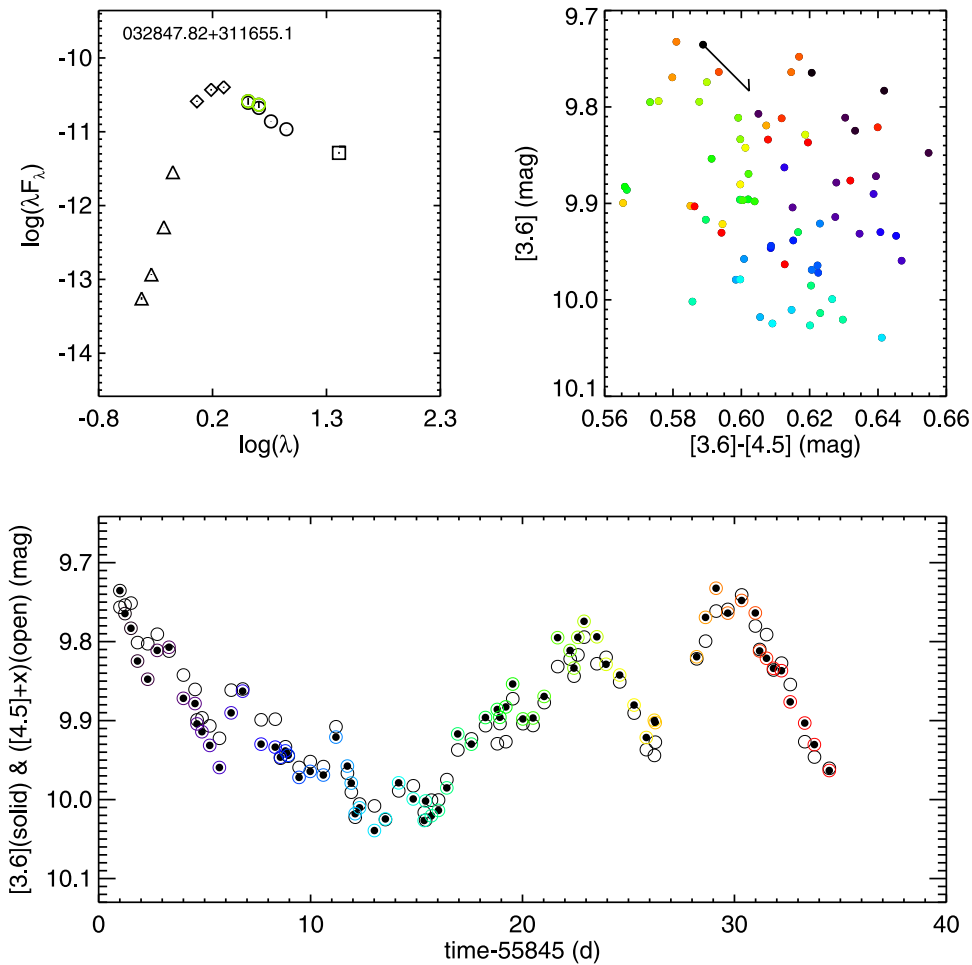 032847.82+311655.1
-10
-11
-12
-13
-14
log(λFλ)
-0.8 0.2 1.3 2.3
log(λ)
9.7
9.8
9.9
10.0
10.1
[3.6] (mag)
0.56 0.58 0.60 0.62 0.64 0.66
[3.6]-[4.5] (mag)
9.7
9.8
9.9
10.0
10.1
[3.6](solid) & ([4.5]+x)(open) (mag)
0 10 20 30 40
time-55845 (d)